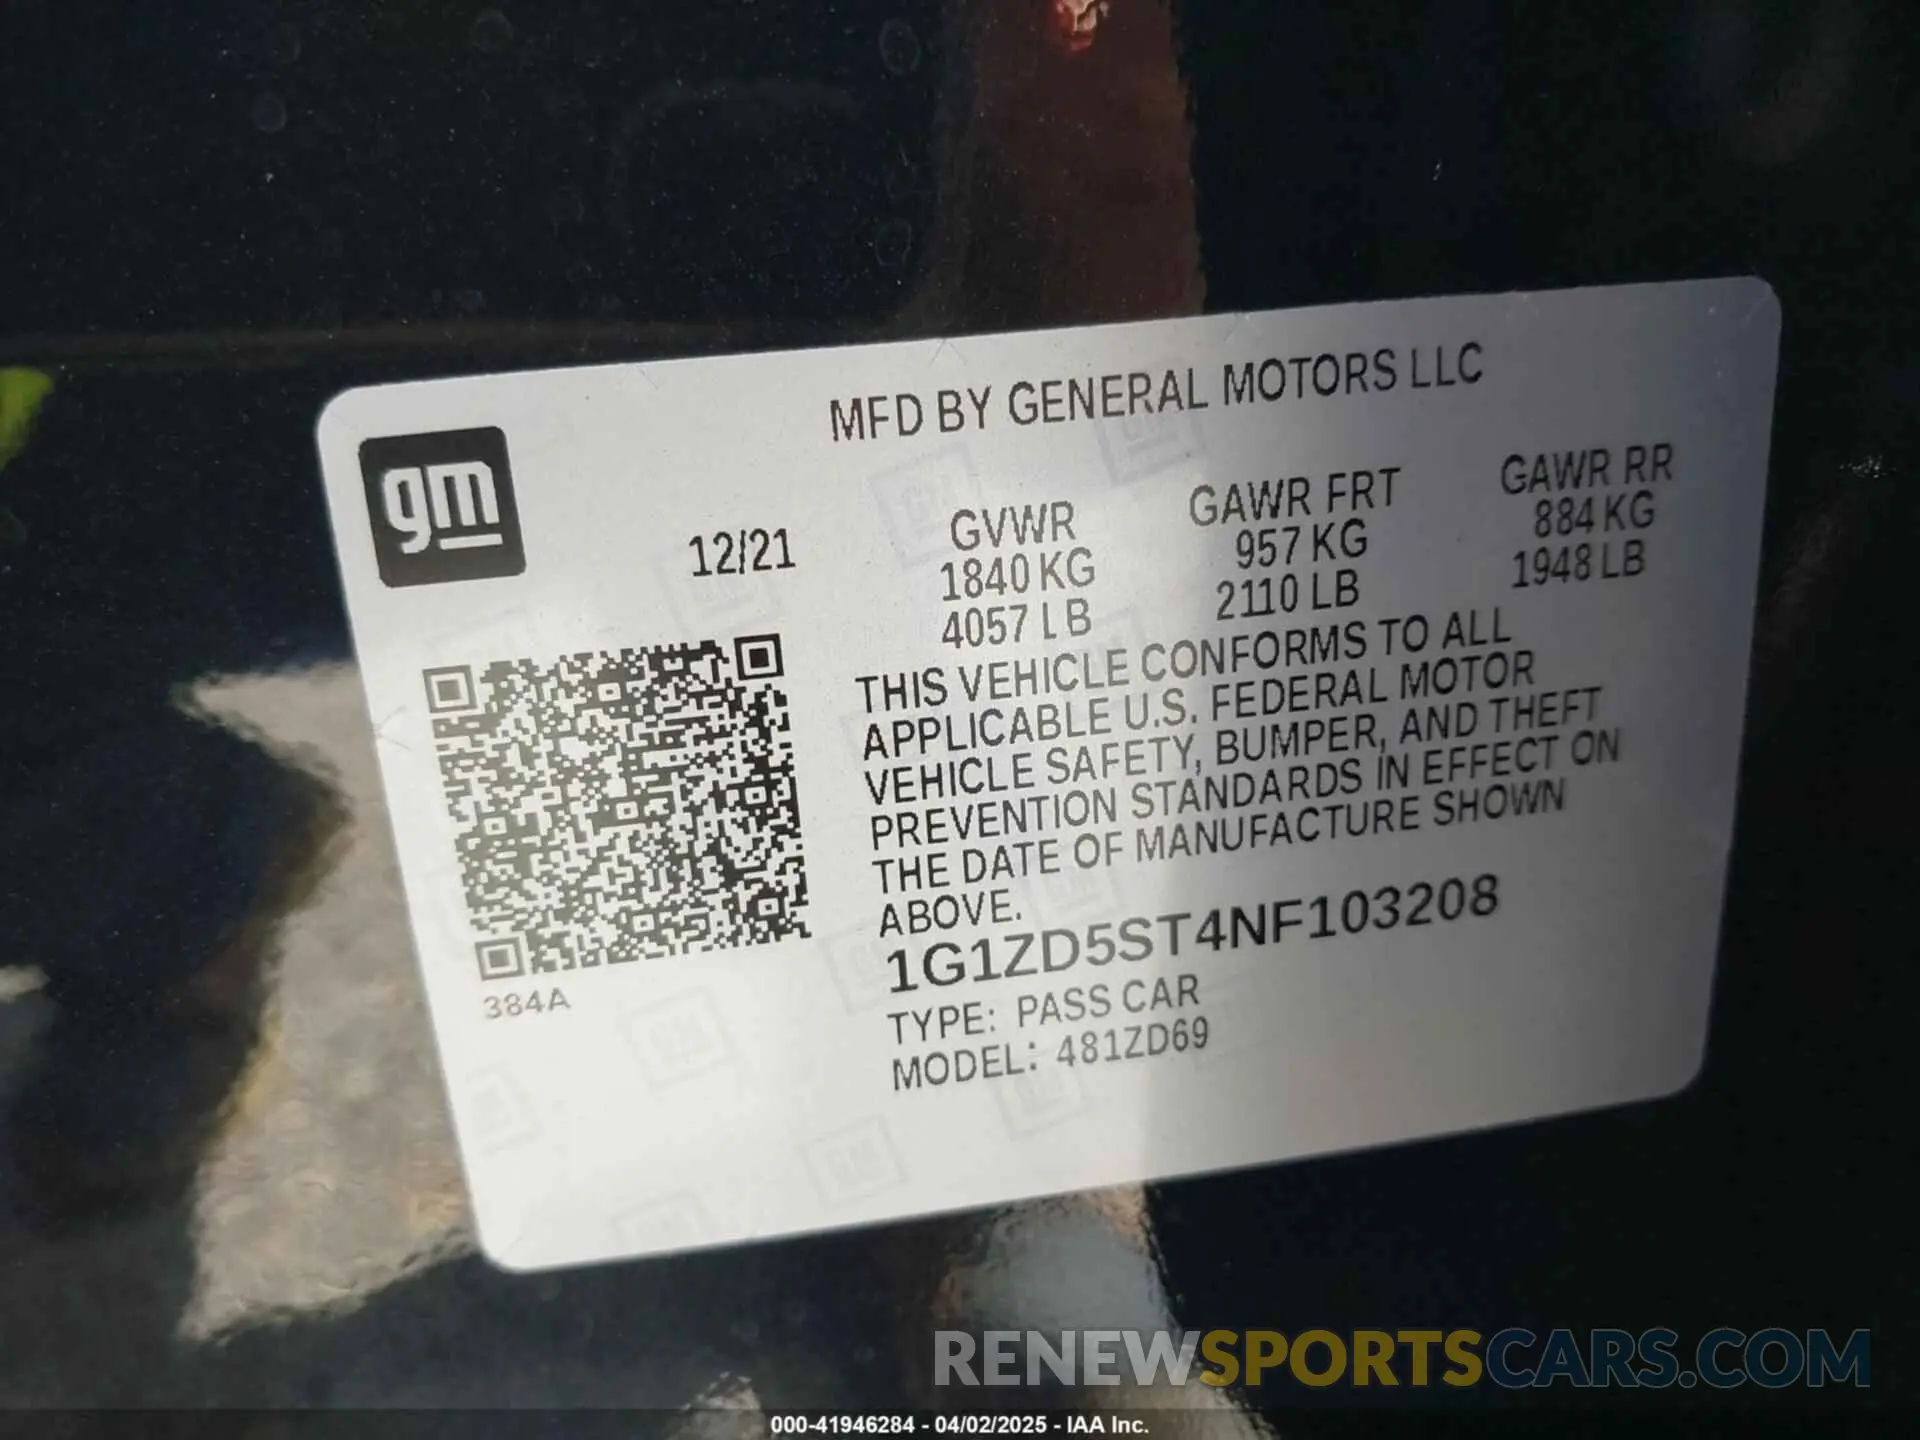 MFD BY GENERAL MOTORS LLC
gm
12/21
GVWR
1840 KG
4057 LB
GAWR FRT
957 KG
2110 LB
GAWR RR
884 KG
1948 LB
THIS VEHICLE CONFORMS TO ALL
APPLICABLE U.S. FEDERAL MOTOR
VEHICLE SAFETY, BUMPER, AND THEFT
PREVENTION STANDARDS IN EFFECT ON
THE DATE OF MANUFACTURE SHOWN
ABOVE.
1G1ZD5ST4NF103208
TYPE: PASS CAR
MODEL: 481ZD69
384A
RENEWSPORTSCARS.COM
000-41946284 - 04/02/2025 - IAA Inc.